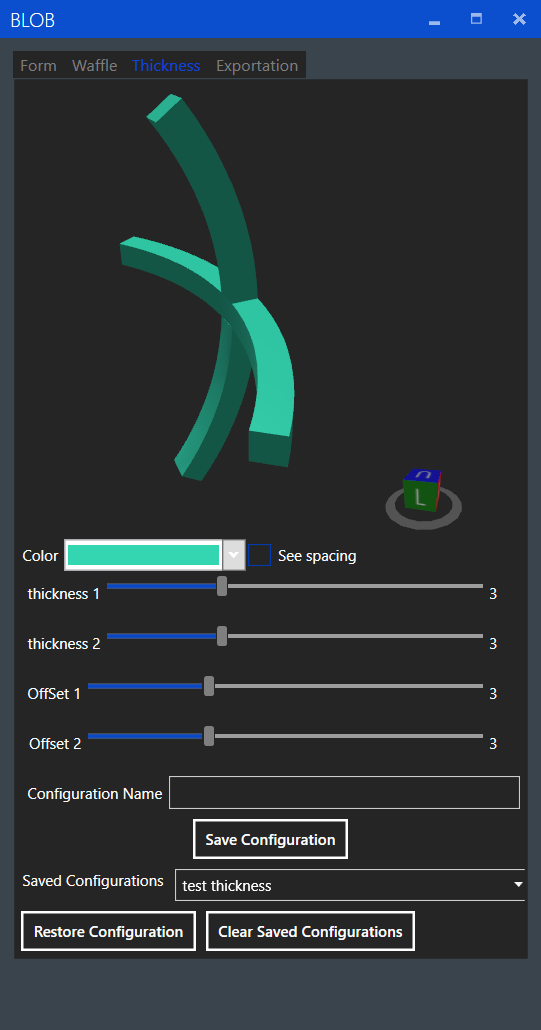 BLOB
Form Waffle Thickness Exportation
L
Color See spacing
thickness 1 3
thickness 2 3
OffSet 1 3
Offset 2 3
Configuration Name
Save Configuration
Saved Configurations test thickness
Restore Configuration Clear Saved Configurations